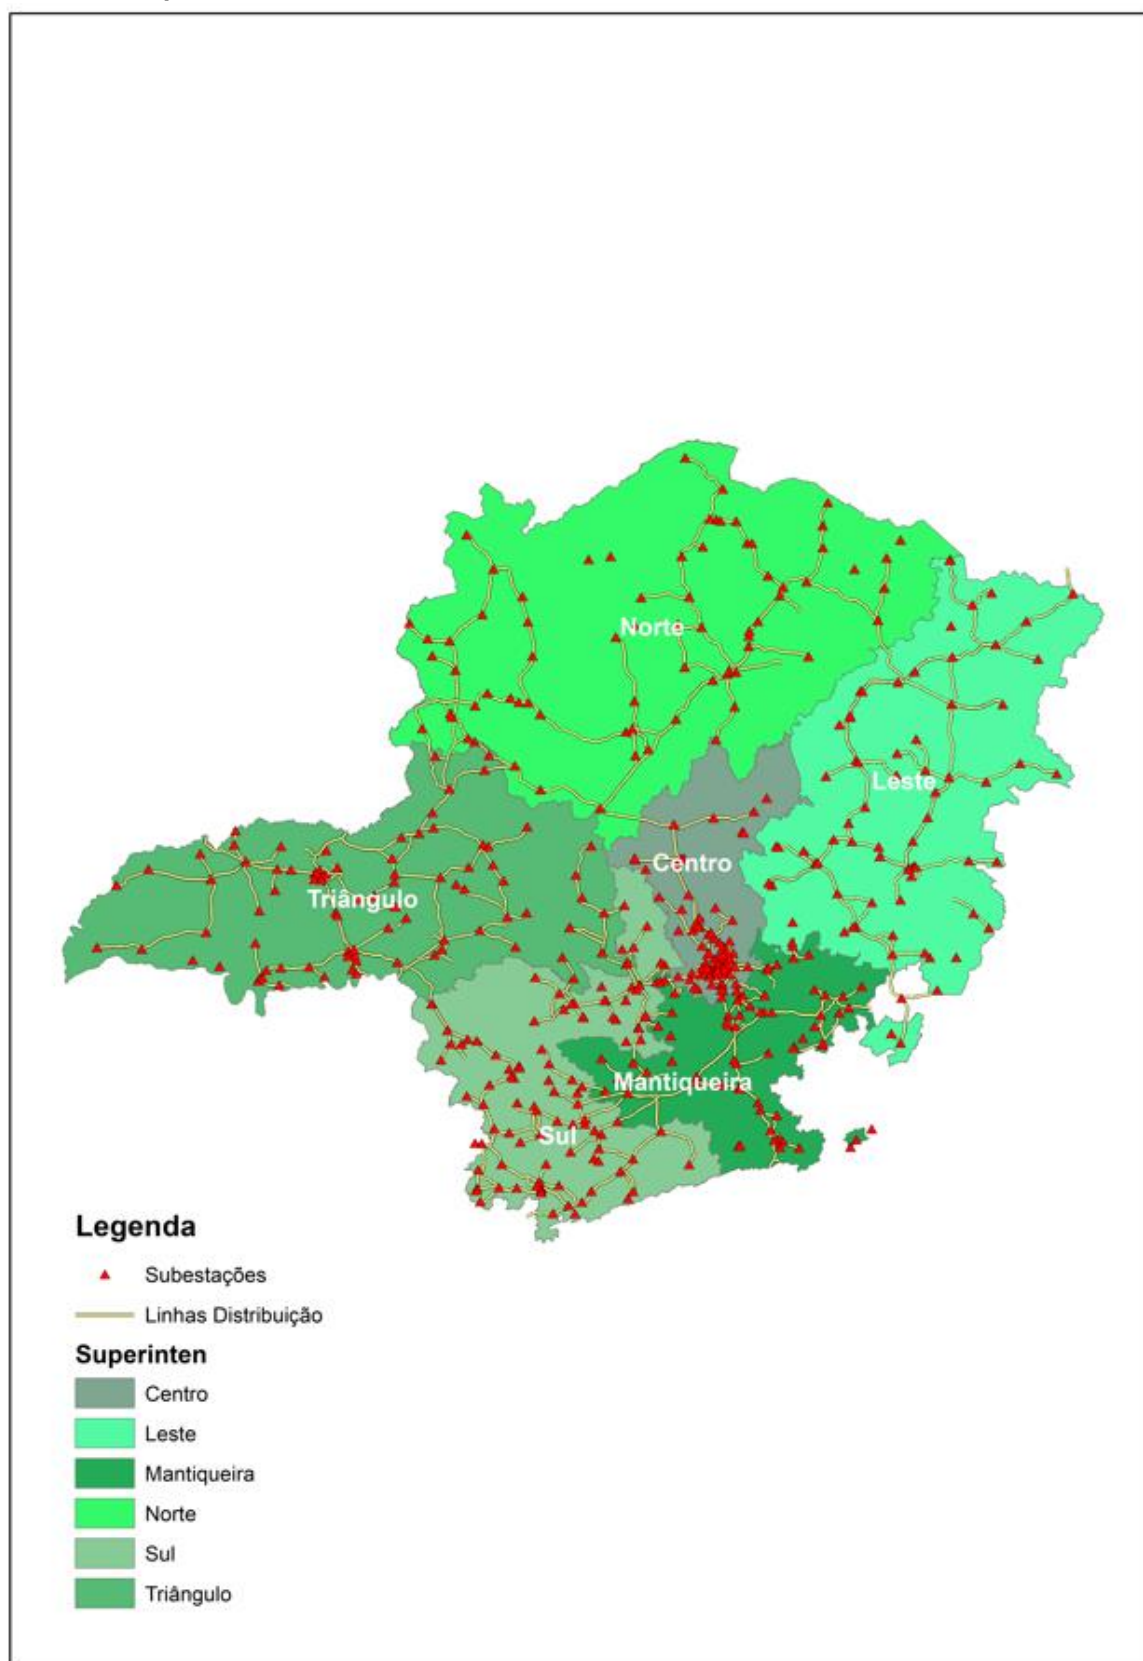 Norte
Leste
Centro
Triângulo
Mantiqueira
Sul
Legenda
Subestações
Linhas Distribuição
Superinten
Centro
Leste
Mantiqueira
Norte
Sul
Triângulo